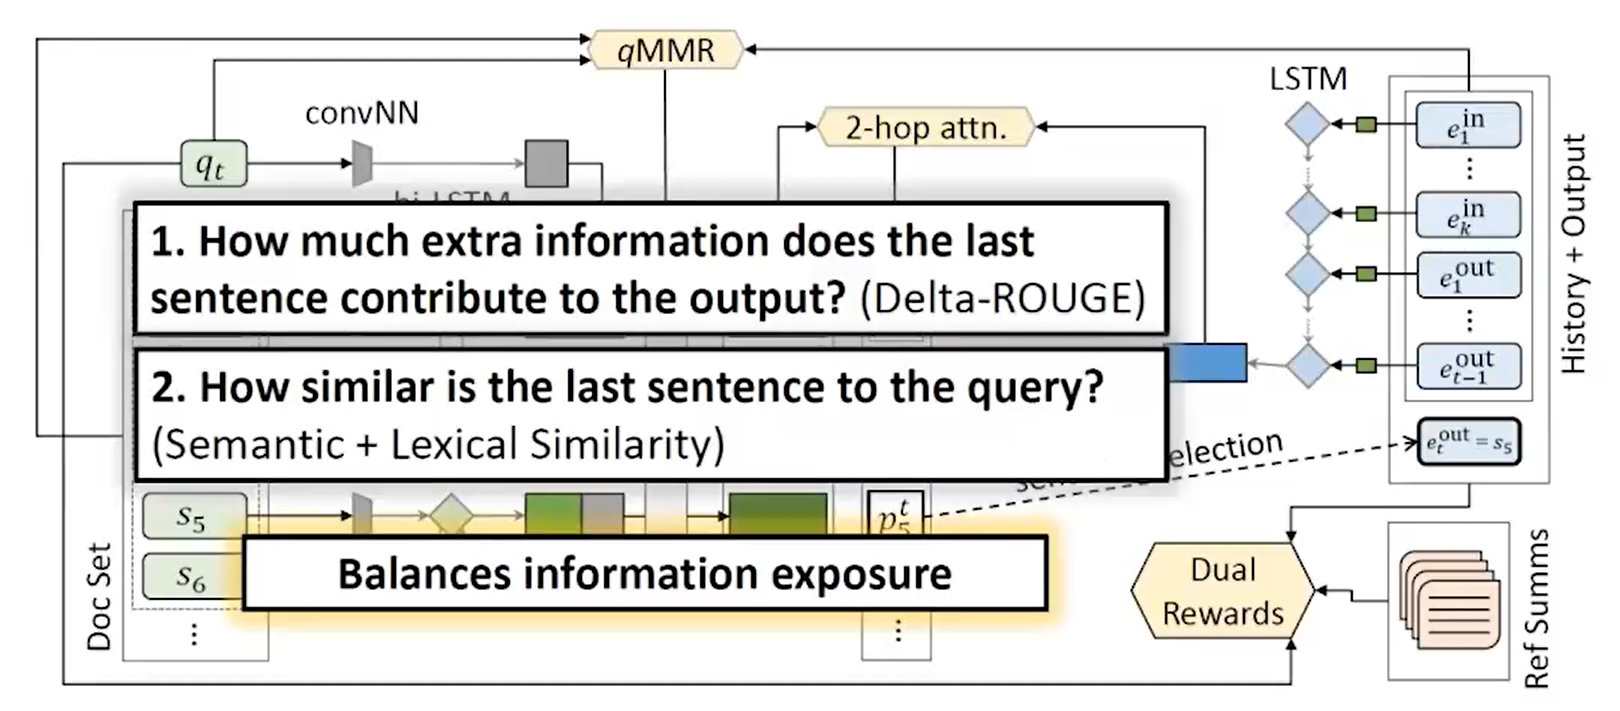 qMMR
LSTM
2-hop attn.
convNN
q_t
e_1^in
⋮
e_k^in
e_1^out
⋮
e_{t-1}^out
e_t^out = s_5
History + Output
1. How much extra information does the last
sentence contribute to the output? (Delta-ROUGE)
2. How similar is the last sentence to the query?
(Semantic + Lexical Similarity)
s_5
p_5^t
s_6
Balances information exposure
⋮
⋮
Doc Set
Dual
Rewards
Ref Summs